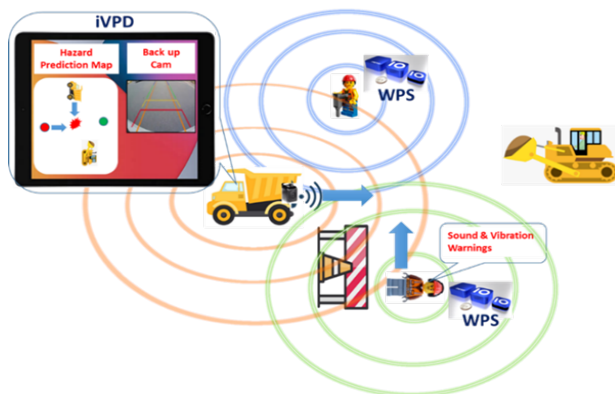 iVPD
Hazard
Prediction Map
Back up
Cam
WPS
Sound & Vibration
Warnings
WPS